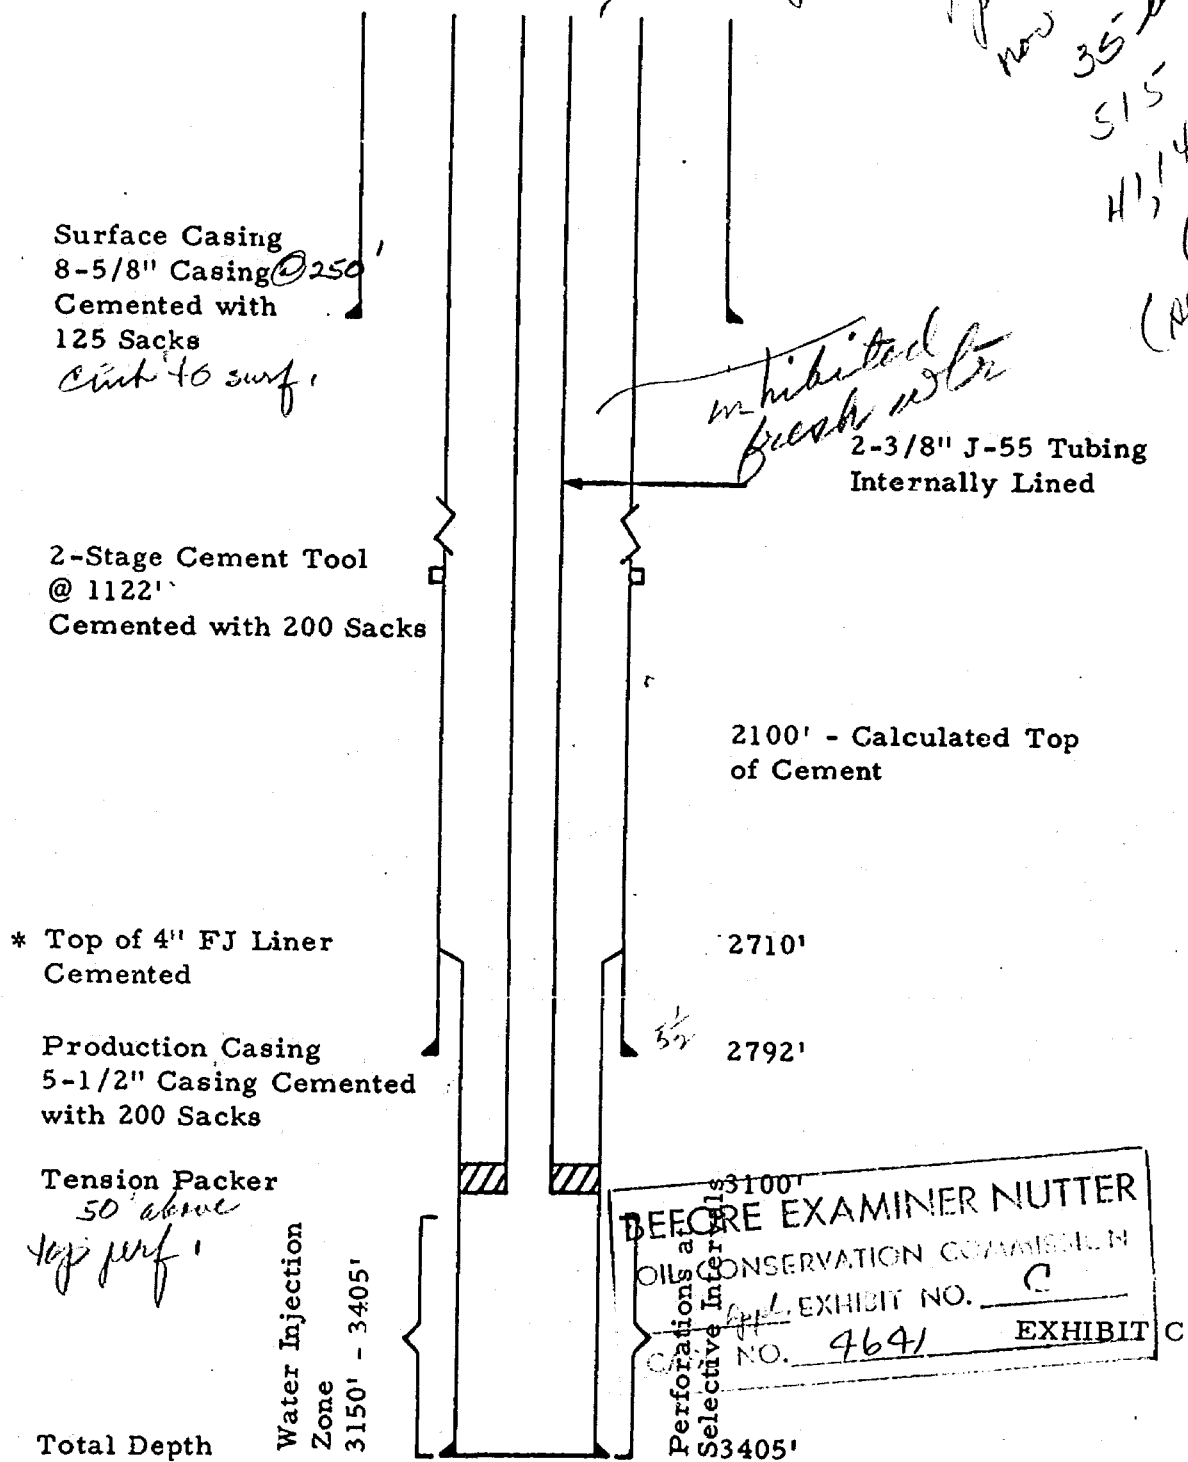 now 35
515
Surface Casing
8-5/8" Casing @ 250'
Cemented with
125 Sacks
to surf.
inhibited
fresh wtr
2-3/8" J-55 Tubing
Internally Lined
2-Stage Cement Tool
@ 1122'
Cemented with 200 Sacks
2100' - Calculated Top
of Cement
* Top of 4" FJ Liner
Cemented
2710'
Production Casing
5-1/2" Casing Cemented
with 200 Sacks
5½
2792'
Tension Packer
50' above
top perf.
3100'
Water Injection
Zone
3150' - 3405'
Perforations at
Selective Intervals
BEFORE EXAMINER NUTTER
OIL CONSERVATION COMMISSION
Appl. EXHIBIT NO. C
CASE NO. 4641
EXHIBIT C
Total Depth
3405'